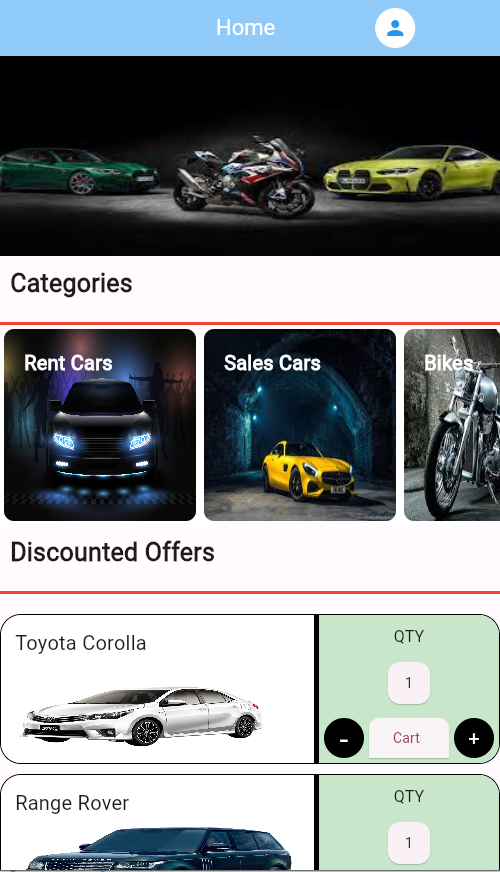 Home
Categories
Rent Cars
Sales Cars
Bikes
Discounted Offers
Toyota Corolla
QTY
1
- Cart +
Range Rover
QTY
1